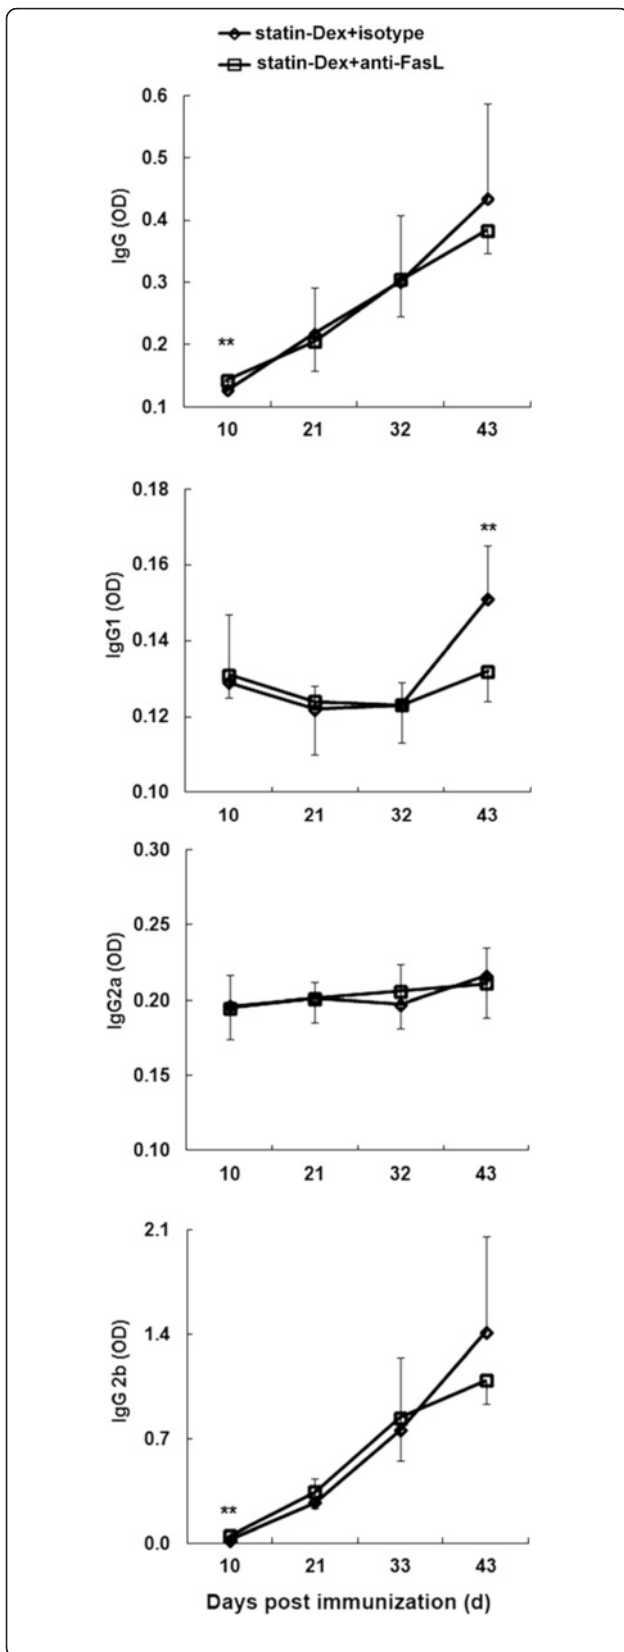 statin-Dex+isotype
statin-Dex+anti-FasL
0.6
0.5
0.4
0.3
0.2
0.1
IgG (OD)
**
10 21 32 43
0.18
0.16
0.14
0.12
0.10
IgG1 (OD)
**
10 21 32 43
0.30
0.25
0.20
0.15
0.10
IgG2a (OD)
10 21 32 43
2.1
1.4
0.7
0.0
IgG 2b (OD)
**
10 21 33 43
Days post immunization (d)